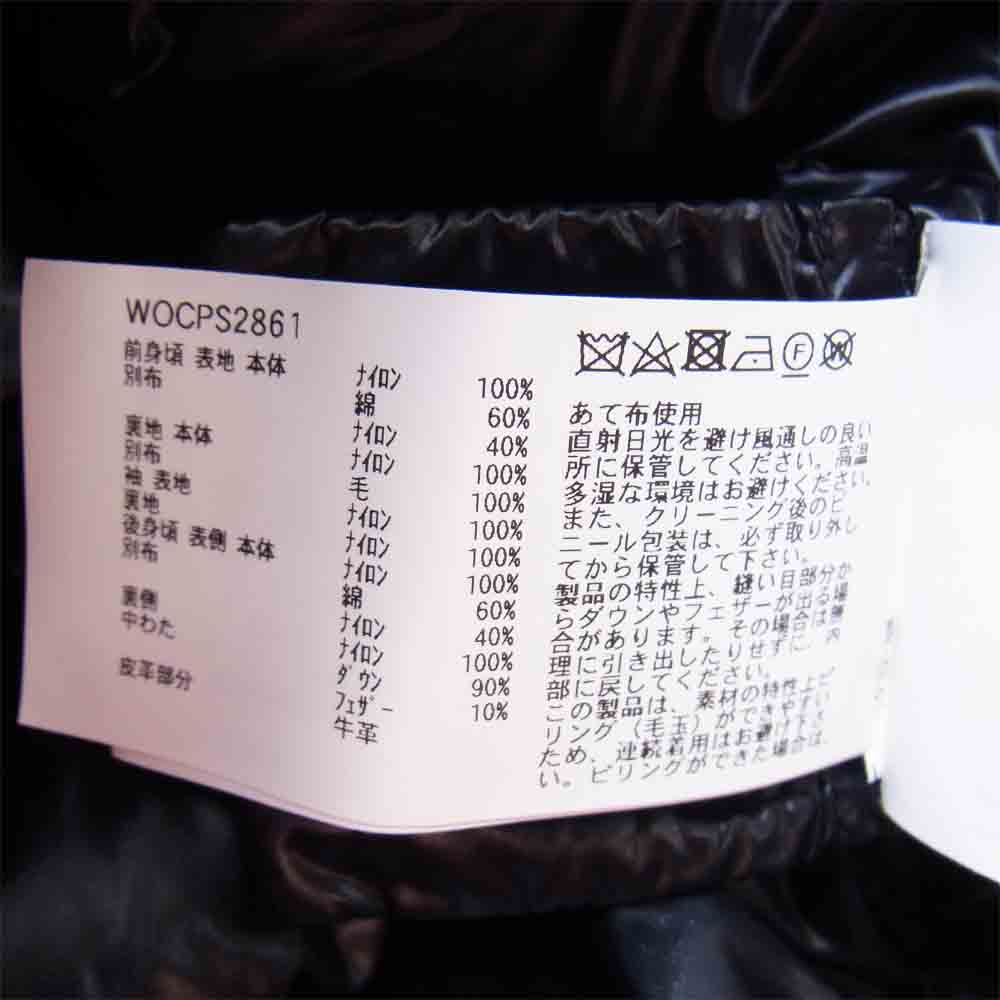 WOCPS2861
前身頃 表地 本体 ナイロン 100%
別布 綿 60%
ナイロン 40%
裏地 本体 ナイロン 100%
別布 毛 100%
袖 表地 ナイロン 100%
裏地 ナイロン 100%
後身頃 表側 本体 ナイロン 100%
別布 綿 60%
ナイロン 40%
裏側 ナイロン 100%
中わた ダウン 90%
フェザー 10%
皮革部分 牛革
F W
あて布使用
直射日光を避け風通しの良い
所に保管してください。高温
多湿な環境はお避けください。
また、クリーニング後のビ
ニール包装は、必ず取り外し
てから保管して下さい。
製品の特性上、縫い目部分か
らダウンやフェザーが出る場
合があります。その場合は無
理に引き出したりせずに、内側
部に戻してください。
この製品は、素材の特性上ピ
リング(毛玉)ができやすい
ため、連続着用はお避け下さ
い。ピリングができた場合は、